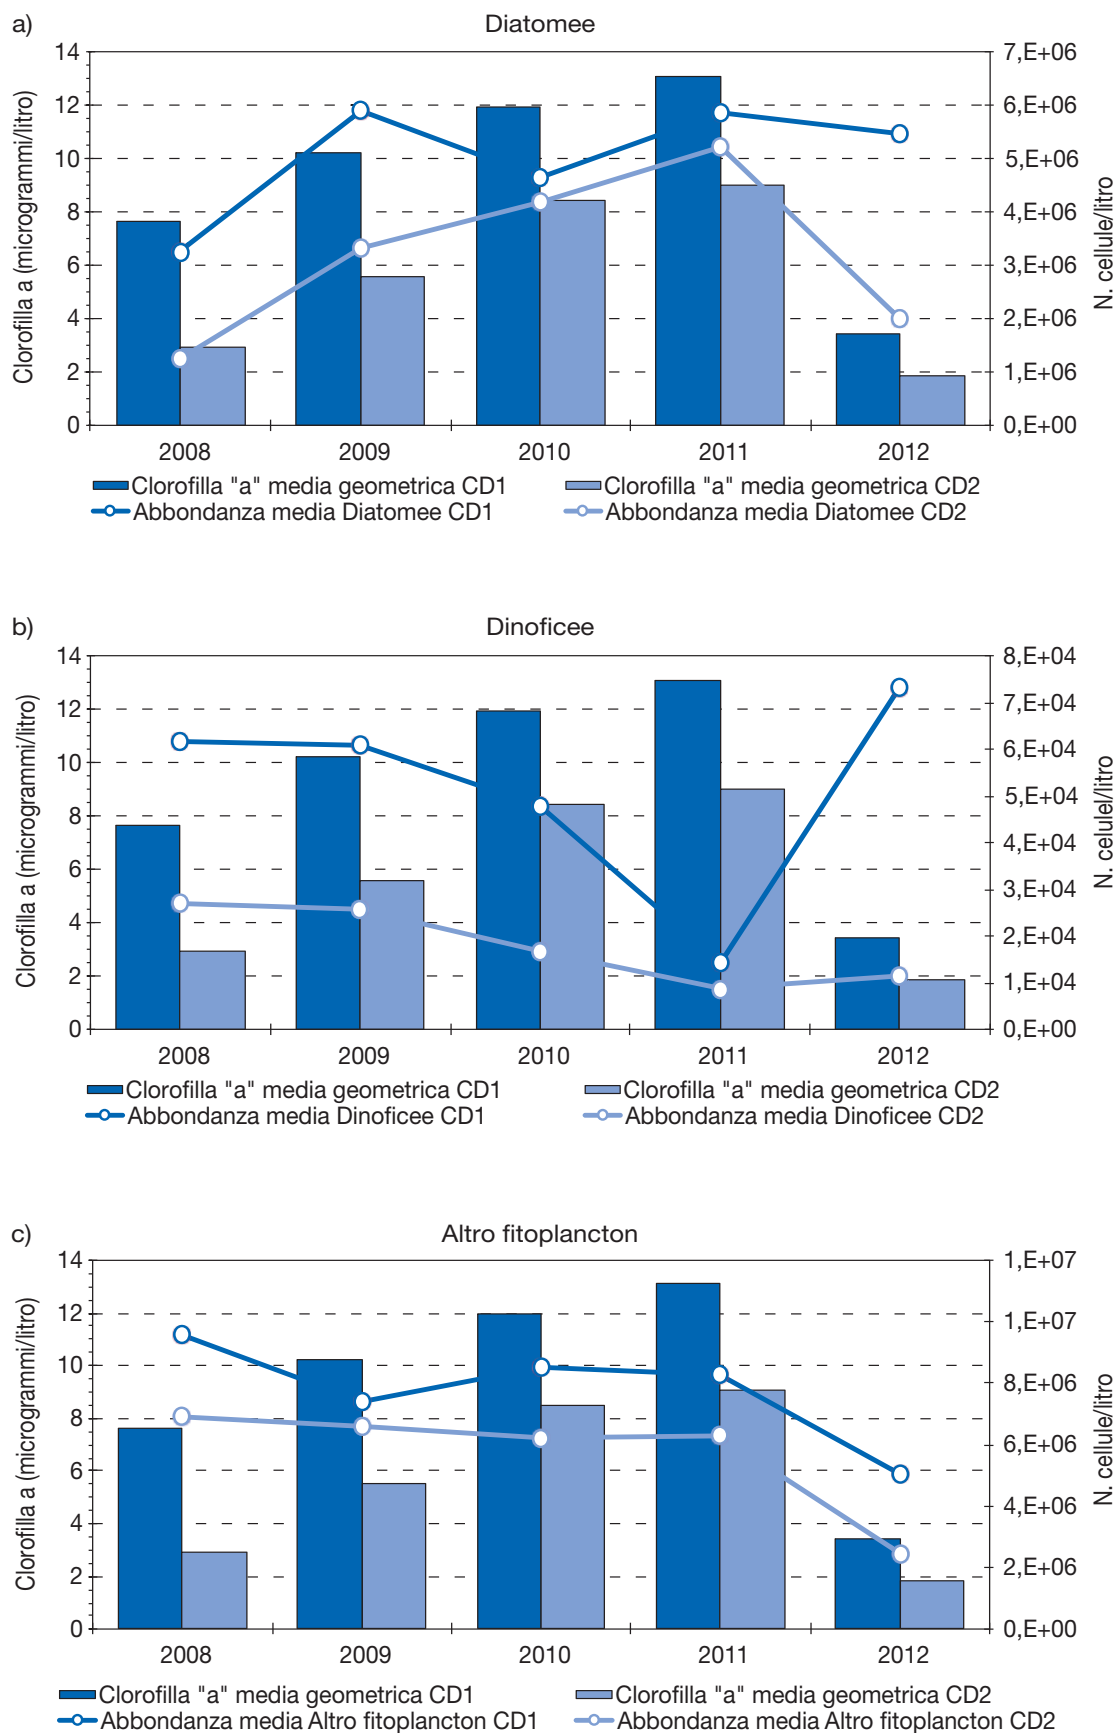 a)
Diatomee
Clorofilla a (microgrammi/litro)
14
12
10
8
6
4
2
0
7,E+06
6,E+06
5,E+06
4,E+06
3,E+06
2,E+06
1,E+06
0,E+00
N. cellule/litro
2008 2009 2010 2011 2012
Clorofilla "a" media geometrica CD1 Clorofilla "a" media geometrica CD2
Abbondanza media Diatomee CD1 Abbondanza media Diatomee CD2
b)
Dinoficee
Clorofilla a (microgrammi/litro)
14
12
10
8
6
4
2
0
8,E+04
7,E+04
6,E+04
5,E+04
4,E+04
3,E+04
2,E+04
1,E+04
0,E+00
N. celulel/litro
2008 2009 2010 2011 2012
Clorofilla "a" media geometrica CD1 Clorofilla "a" media geometrica CD2
Abbondanza media Dinoficee CD1 Abbondanza media Dinoficee CD2
c)
Altro fitoplancton
Clorofilla a (microgrammi/litro)
14
12
10
8
6
4
2
0
1,E+07
1,E+07
8,E+06
6,E+06
4,E+06
2,E+06
0,E+00
N. cellule/litro
2008 2009 2010 2011 2012
Clorofilla "a" media geometrica CD1 Clorofilla "a" media geometrica CD2
Abbondanza media Altro fitoplancton CD1 Abbondanza media Altro fitoplancton CD2